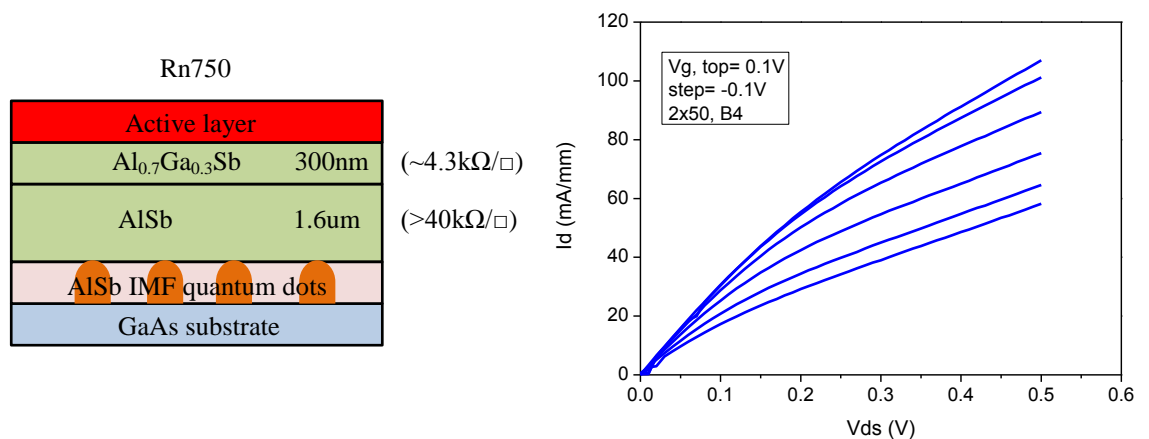 Rn750
Active layer
Al₀.₇Ga₀.₃Sb 300nm (~4.3kΩ/□)
AlSb 1.6um (>40kΩ/□)
AlSb IMF quantum dots
GaAs substrate
120
100
80
60
40
20
0
Id (mA/mm)
Vg, top= 0.1V
step= -0.1V
2x50, B4
0.0 0.1 0.2 0.3 0.4 0.5 0.6
Vds (V)